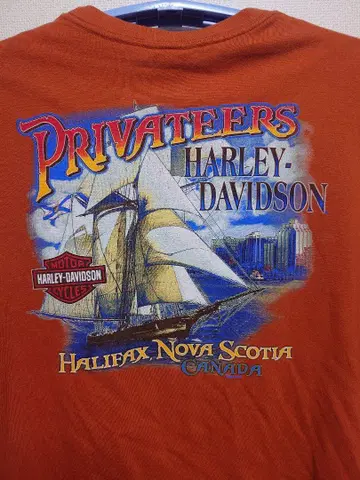 PRIVATEERS
HARLEY-
DAVIDSON
MOTOR
HARLEY-DAVIDSON
CYCLES
HALIFAX, NOVA SCOTIA
CANADA